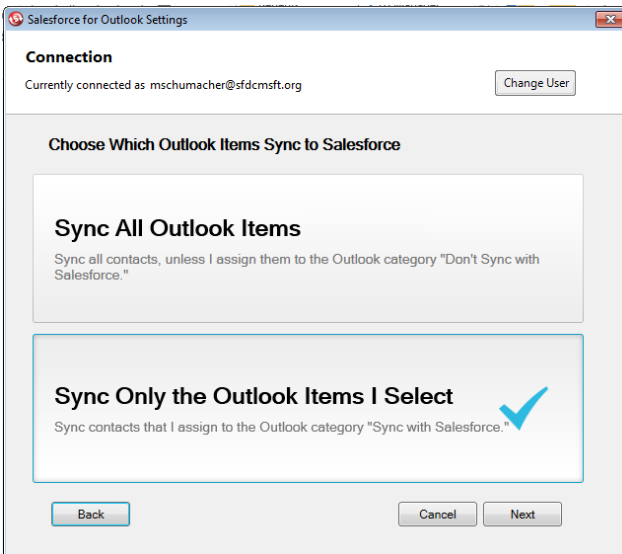 Salesforce for Outlook Settings
Connection
Currently connected as mschumacher@sfdcmsft.org
Change User
Choose Which Outlook Items Sync to Salesforce
Sync All Outlook Items
Sync all contacts, unless I assign them to the Outlook category "Don't Sync with
Salesforce."
Sync Only the Outlook Items I Select
Sync contacts that I assign to the Outlook category "Sync with Salesforce."
Back
Cancel
Next